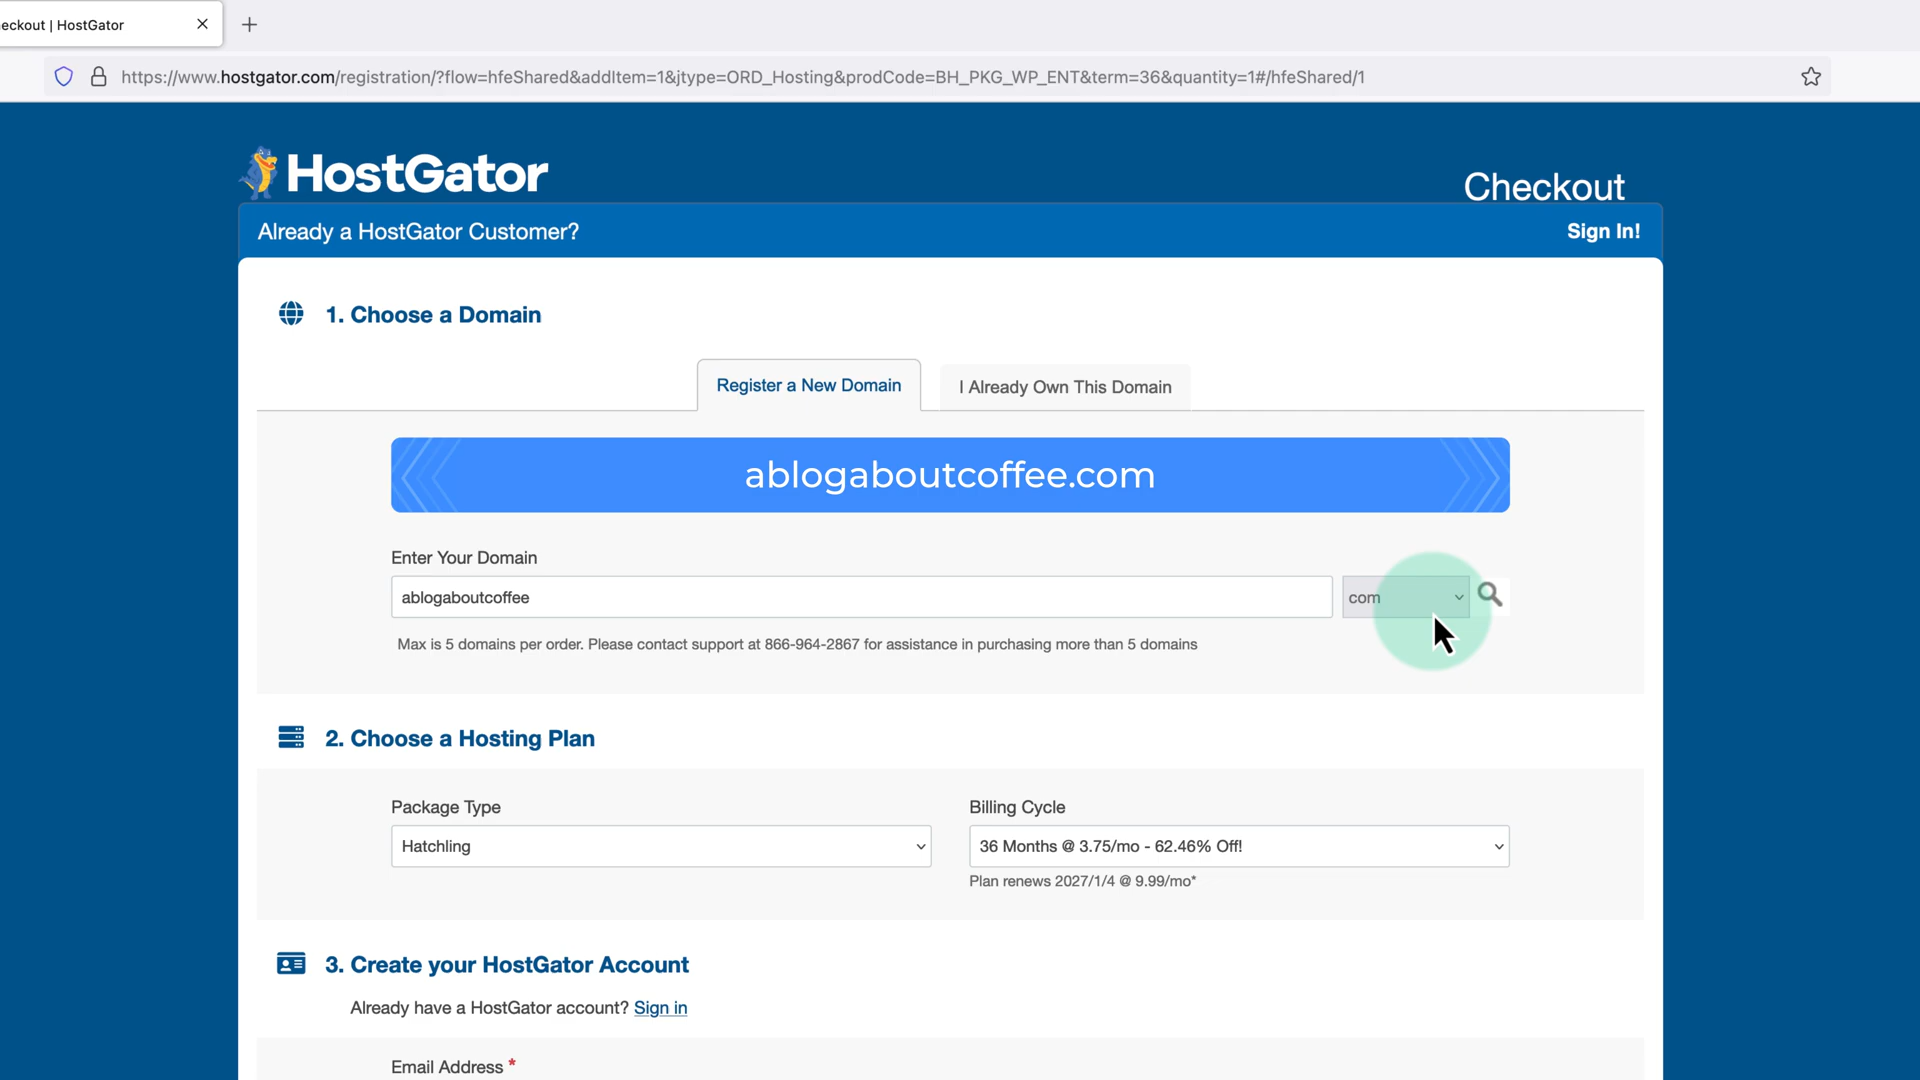 eckout | HostGator
https://www.hostgator.com/registration/?flow=hfeShared&addItem=1&jtype=ORD_Hosting&prodCode=BH_PKG_WP_ENT&term=36&quantity=1#/hfeShared/1
HostGator
Checkout
Already a HostGator Customer?
Sign In!
1. Choose a Domain
Register a New Domain
I Already Own This Domain
ablogaboutcoffee.com
Enter Your Domain
ablogaboutcoffee
com
Max is 5 domains per order. Please contact support at 866-964-2867 for assistance in purchasing more than 5 domains
2. Choose a Hosting Plan
Package Type
Billing Cycle
Hatchling
36 Months @ 3.75/mo - 62.46% Off!
Plan renews 2027/1/4 @ 9.99/mo*
3. Create your HostGator Account
Already have a HostGator account? Sign in
Email Address *